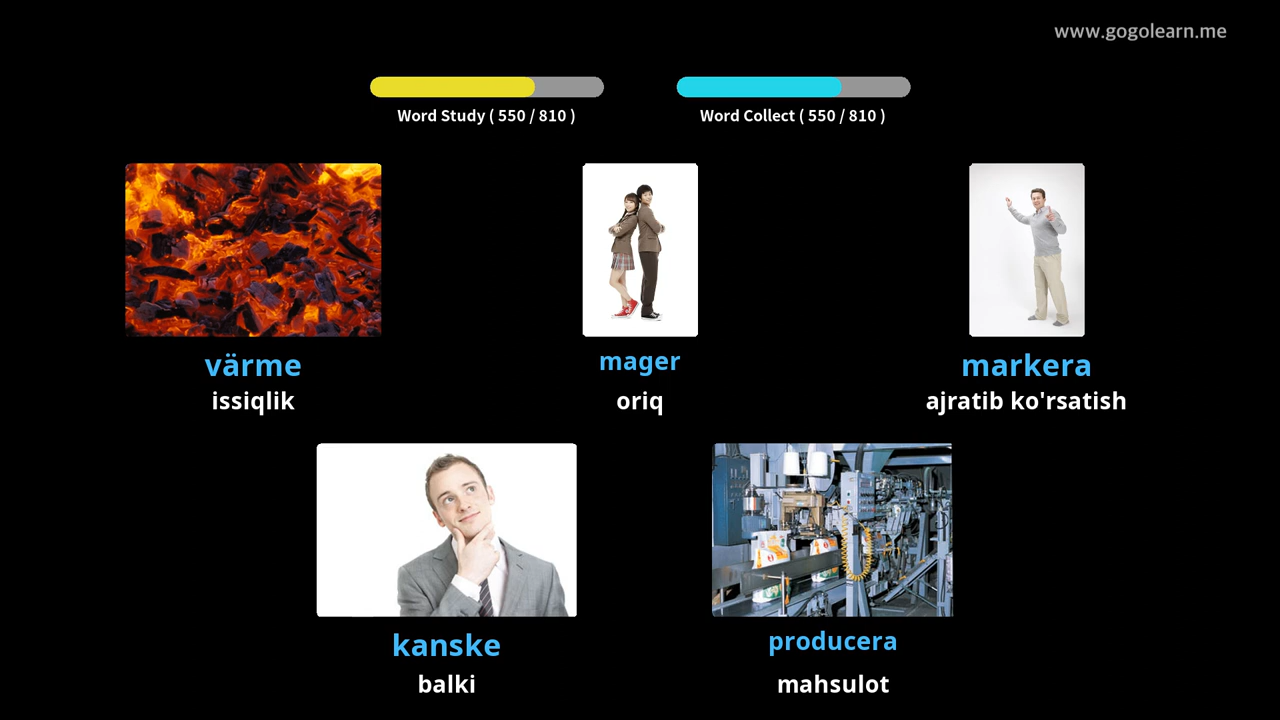 www.gogolearn.me
Word Study ( 550 / 810 )
Word Collect ( 550 / 810 )
värme
mager
markera
issiqlik
oriq
ajratib ko'rsatish
kanske
producera
balki
mahsulot